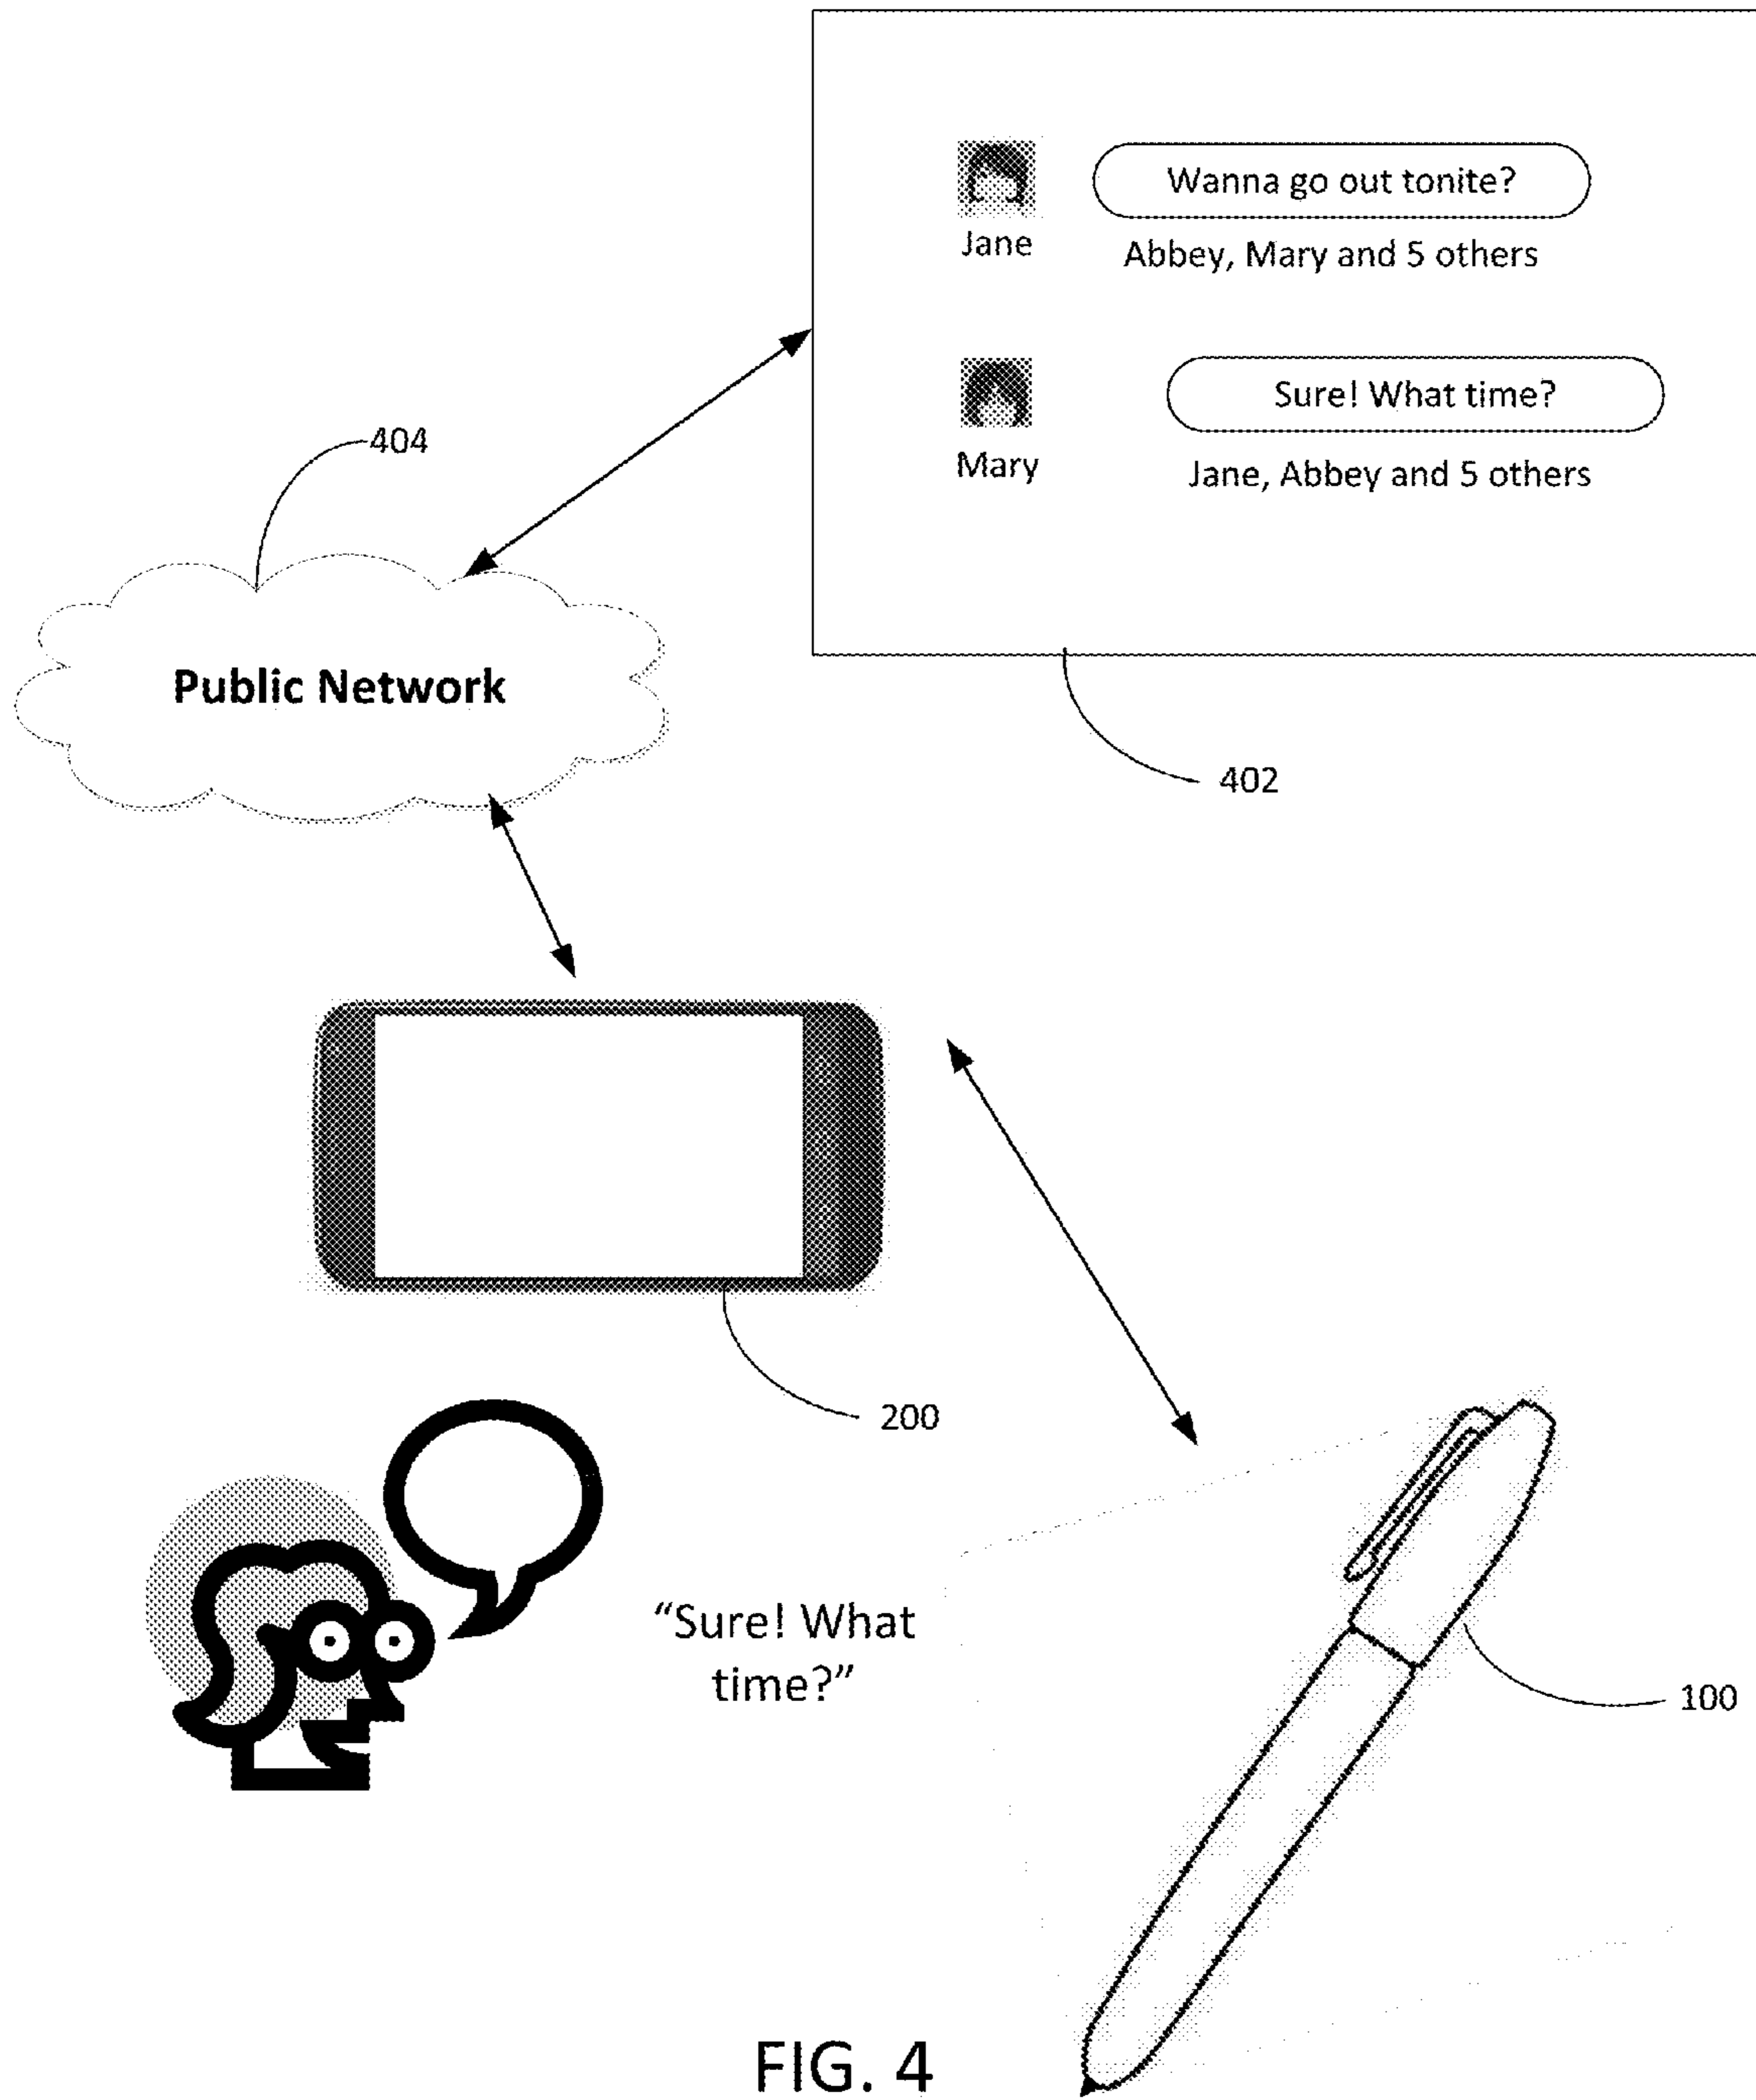 Wanna go out tonite?
Jane
Abbey, Mary and 5 others
Sure! What time?
Mary
Jane, Abbey and 5 others
404
Public Network
402
200
“Sure! What
time?”
100
FIG. 4